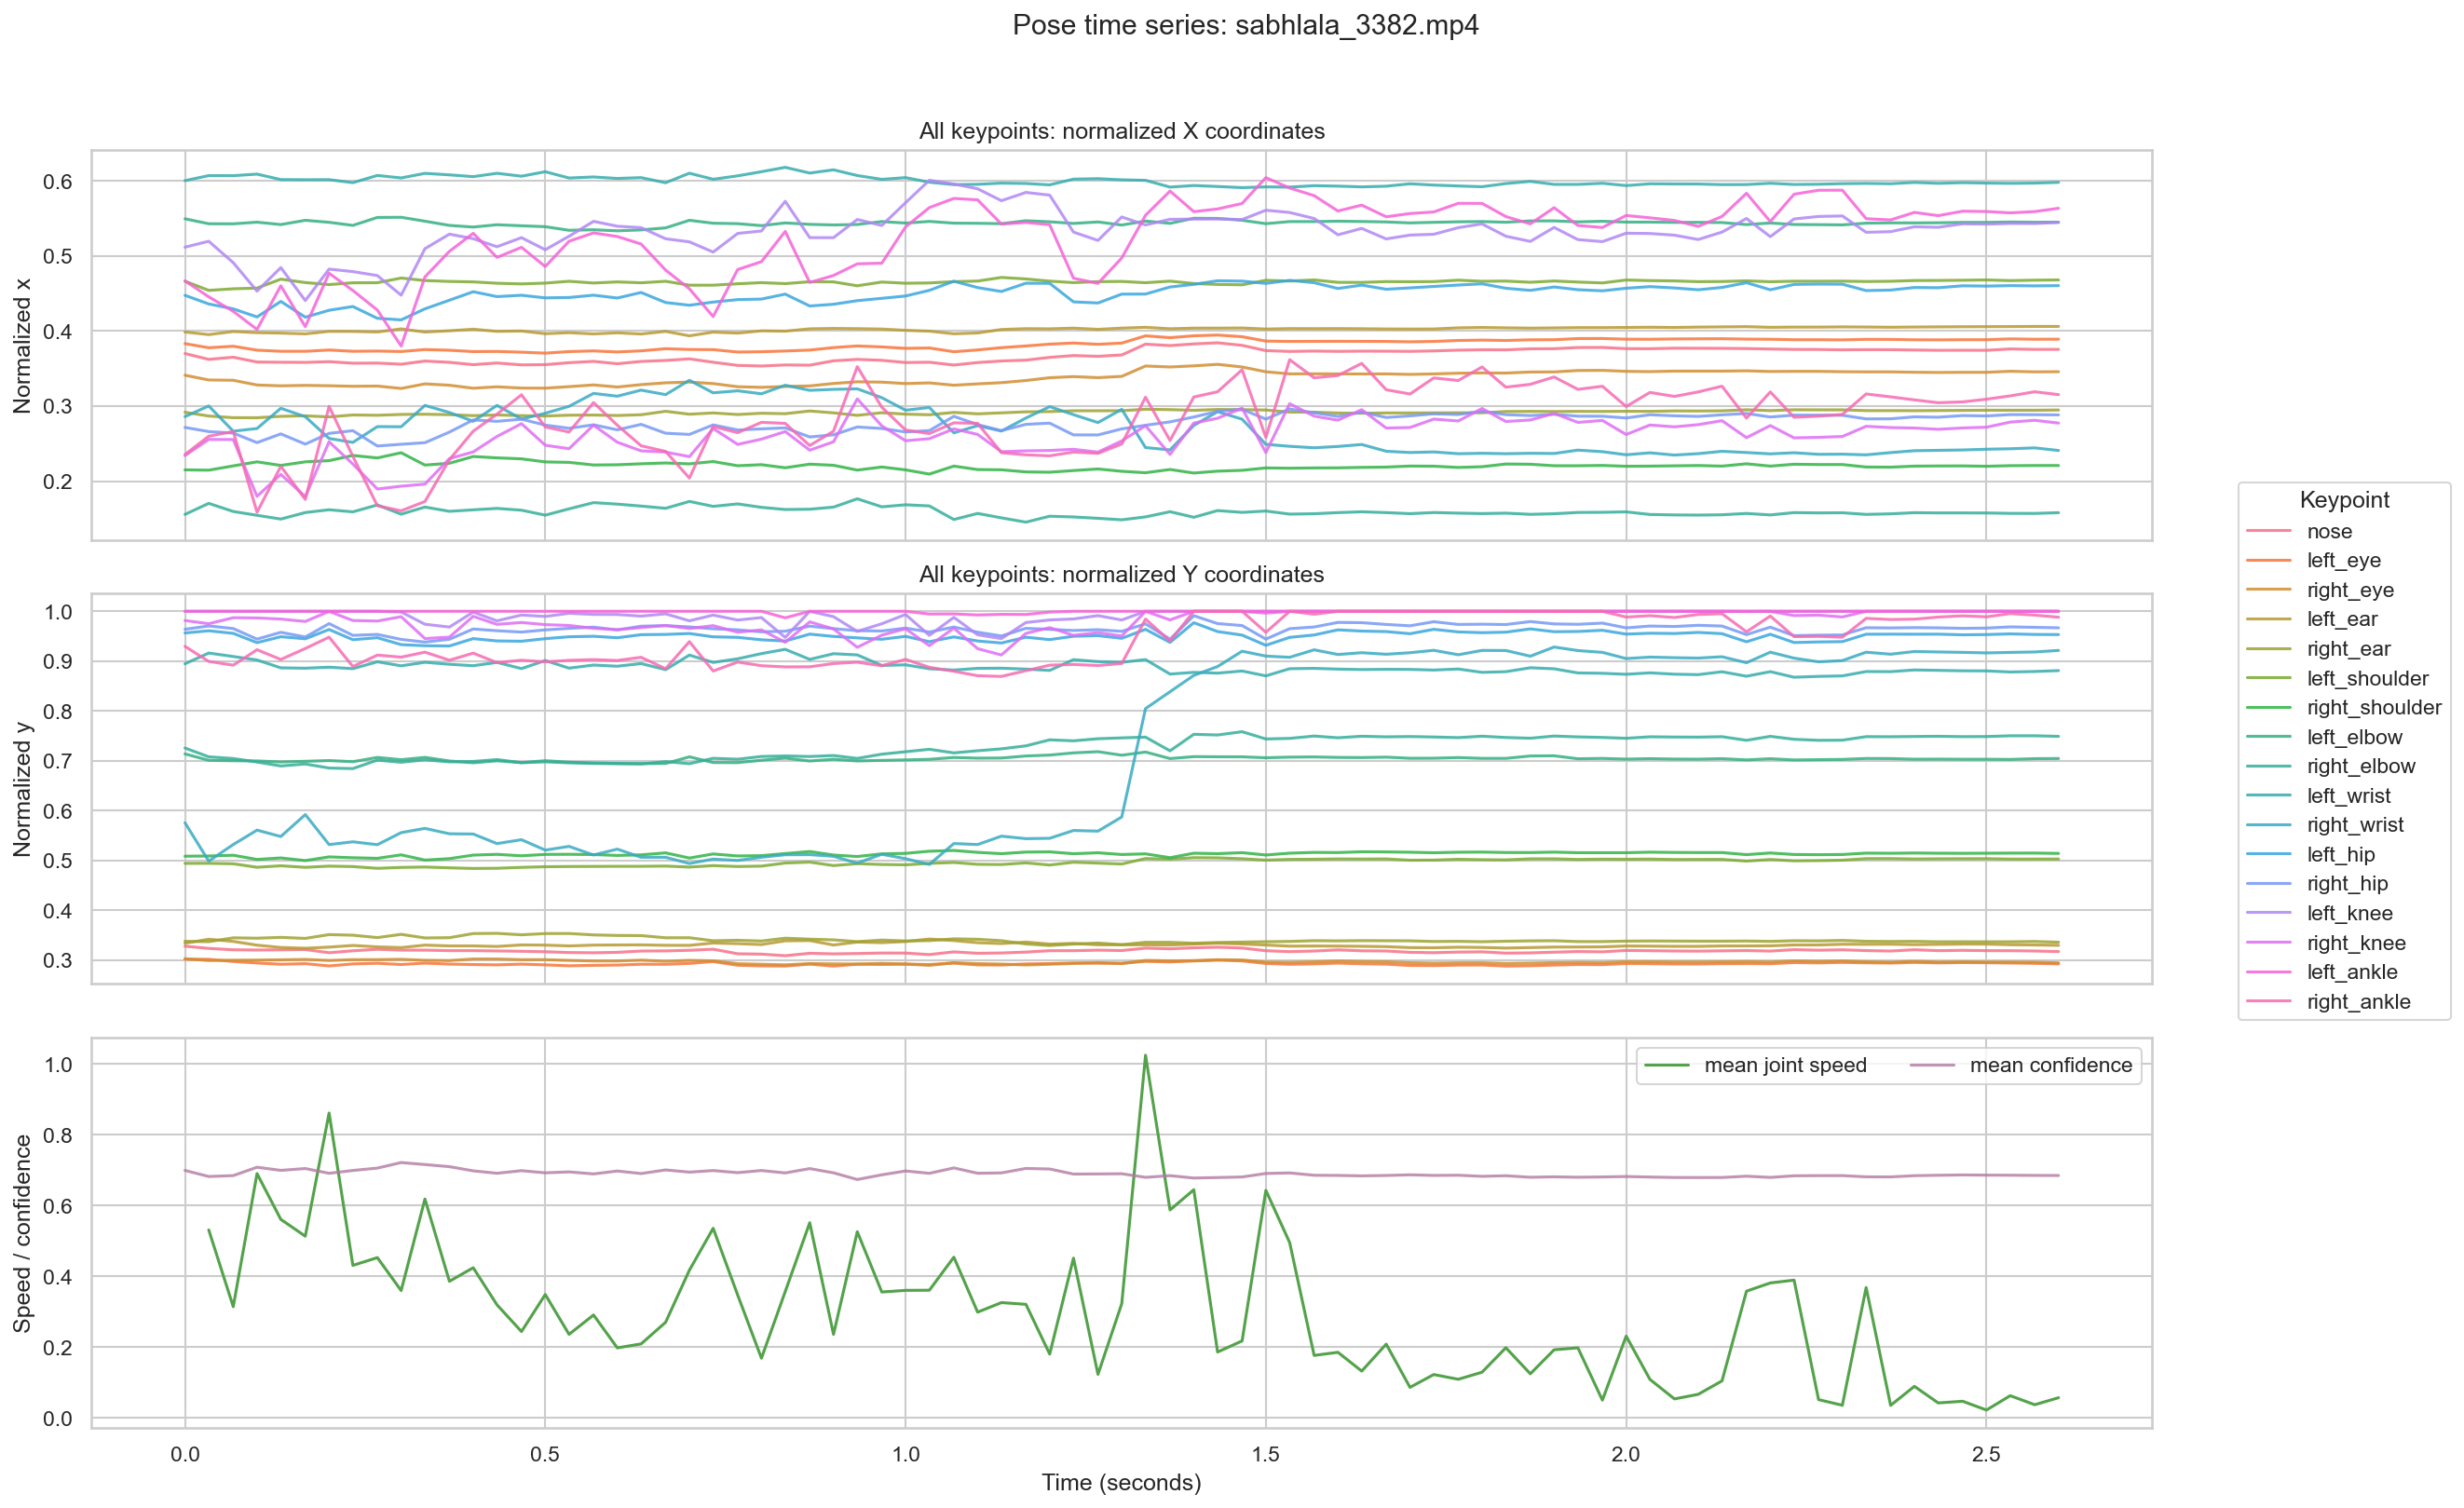 Pose time series: sabhlala_3382.mp4
All keypoints: normalized X coordinates
Normalized x
0.6
0.5
0.4
0.3
0.2
All keypoints: normalized Y coordinates
Normalized y
1.0
0.9
0.8
0.7
0.6
0.5
0.4
0.3
Keypoint
nose
left_eye
right_eye
left_ear
right_ear
left_shoulder
right_shoulder
left_elbow
right_elbow
left_wrist
right_wrist
left_hip
right_hip
left_knee
right_knee
left_ankle
right_ankle
mean joint speed mean confidence
Speed / confidence
1.0
0.8
0.6
0.4
0.2
0.0
0.0 0.5 1.0 1.5 2.0 2.5
Time (seconds)